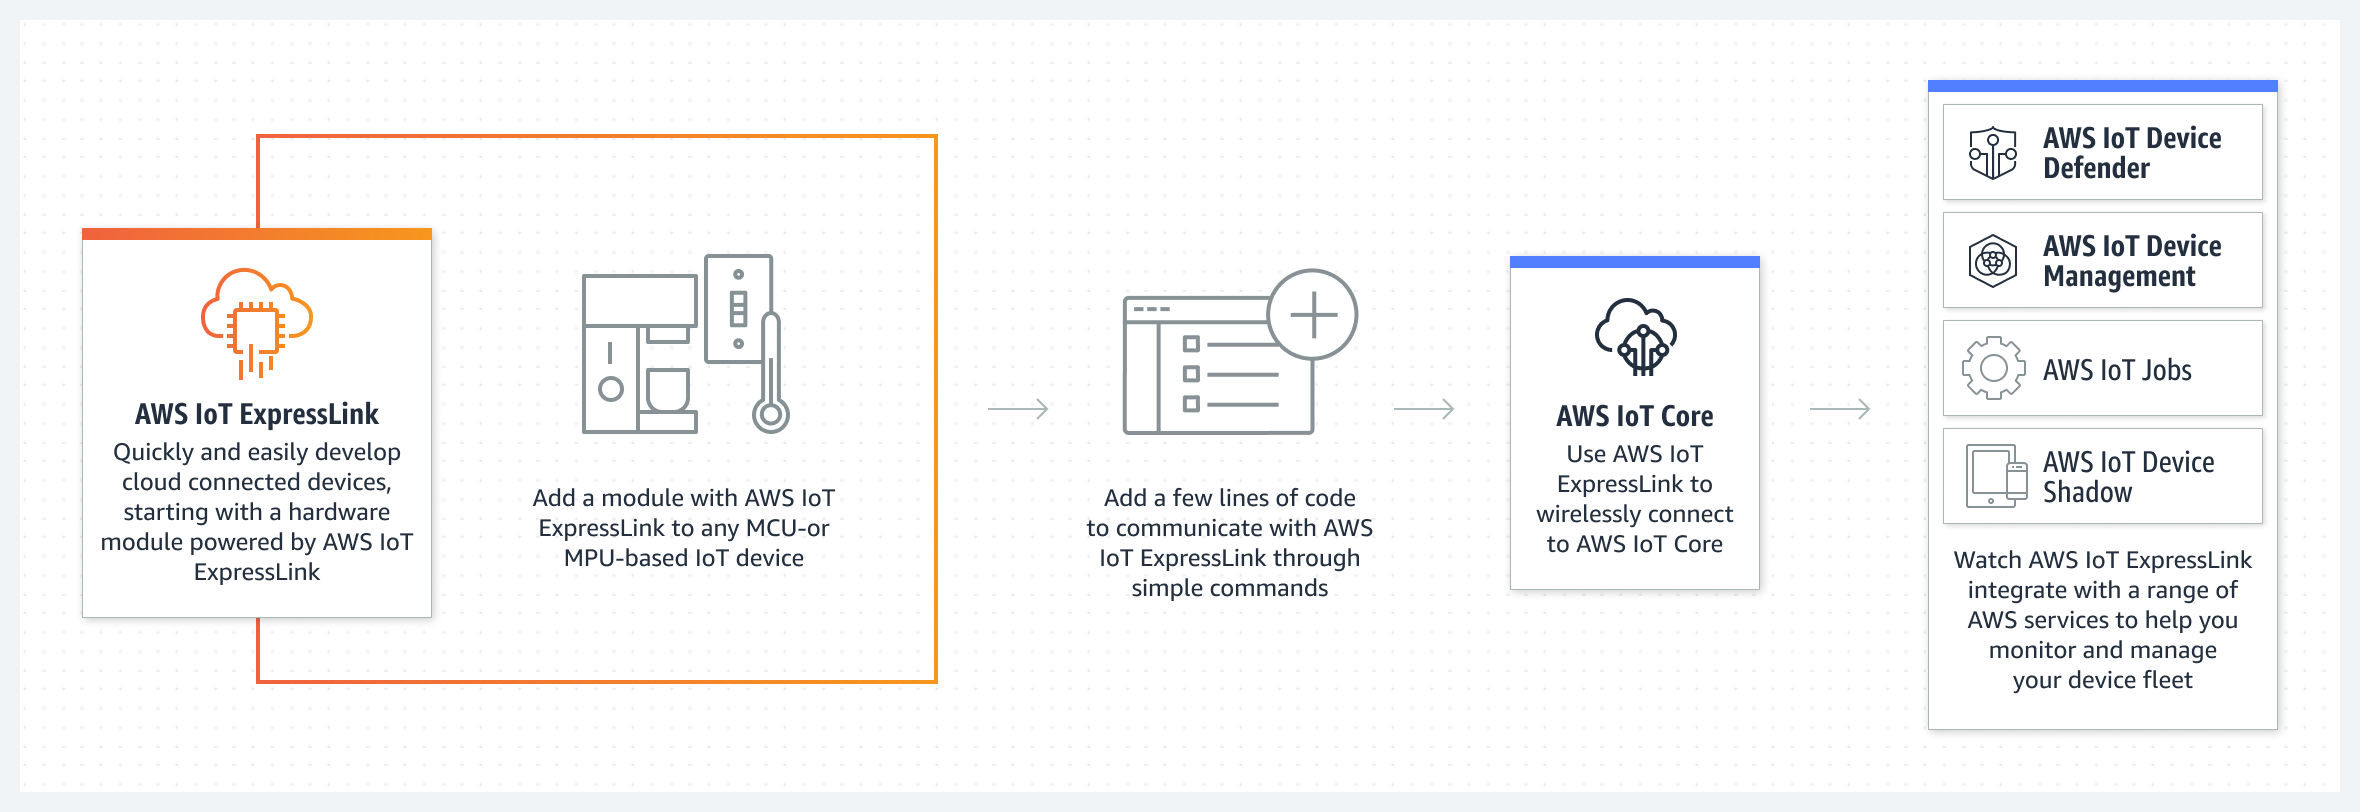 AWS IoT ExpressLink
Quickly and easily develop
cloud connected devices,
starting with a hardware
module powered by AWS IoT
ExpressLink
Add a module with AWS IoT
ExpressLink to any MCU-or
MPU-based IoT device
Add a few lines of code
to communicate with AWS
IoT ExpressLink through
simple commands
AWS IoT Core
Use AWS IoT
ExpressLink to
wirelessly connect
to AWS IoT Core
AWS IoT Device
Defender
AWS IoT Device
Management
AWS IoT Jobs
AWS IoT Device
Shadow
Watch AWS IoT ExpressLink
integrate with a range of
AWS services to help you
monitor and manage
your device fleet